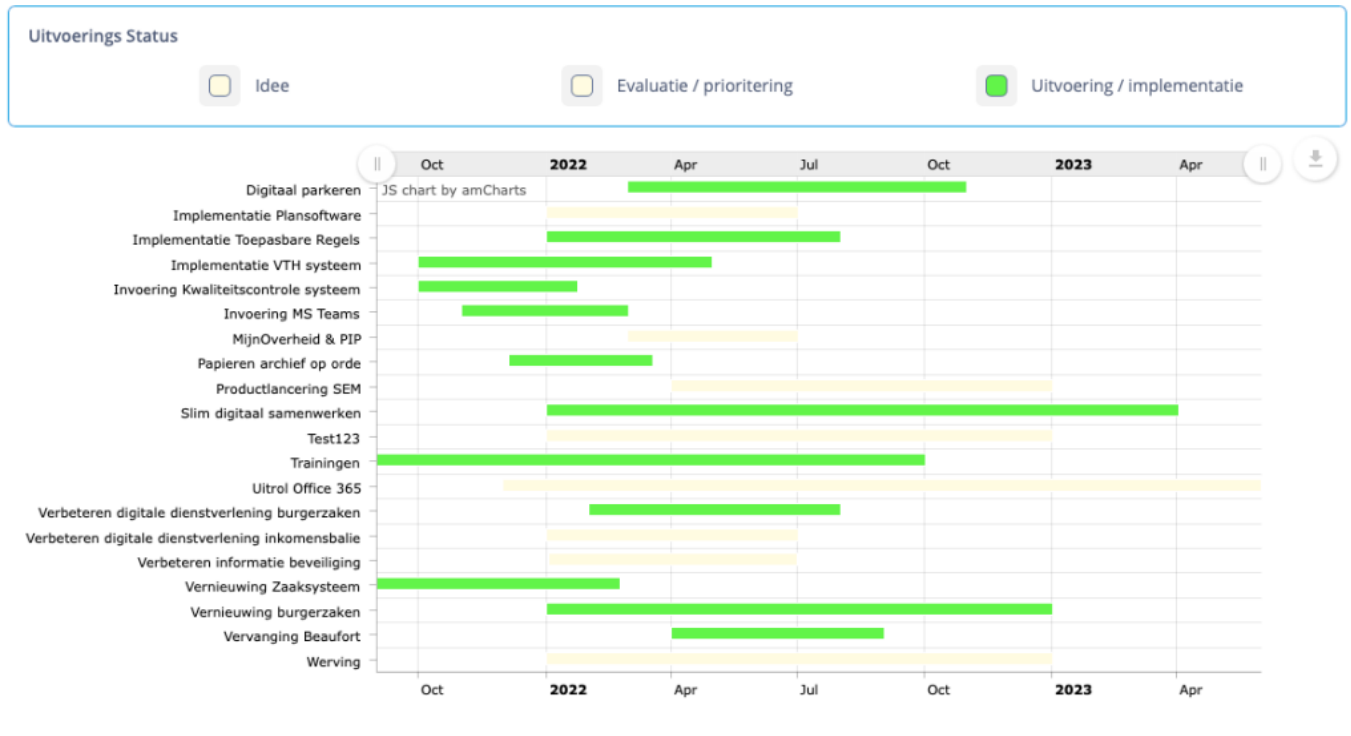 Uitvoerings Status
Idee
Evaluatie / prioritering
Uitvoering / implementatie
Oct 2022 Apr Jul Oct 2023 Apr
Digitaal parkeren JS chart by amCharts
Implementatie Plansoftware
Implementatie Toepasbare Regels
Implementatie VTH systeem
Invoering Kwaliteitscontrole systeem
Invoering MS Teams
MijnOverheid & PIP
Papieren archief op orde
Productlancering SEM
Slim digitaal samenwerken
Test123
Trainingen
Uitrol Office 365
Verbeteren digitale dienstverlening burgerzaken
Verbeteren digitale dienstverlening inkomensbalie
Verbeteren informatie beveiliging
Vernieuwing Zaaksysteem
Vernieuwing burgerzaken
Vervanging Beaufort
Werving
Oct 2022 Apr Jul Oct 2023 Apr